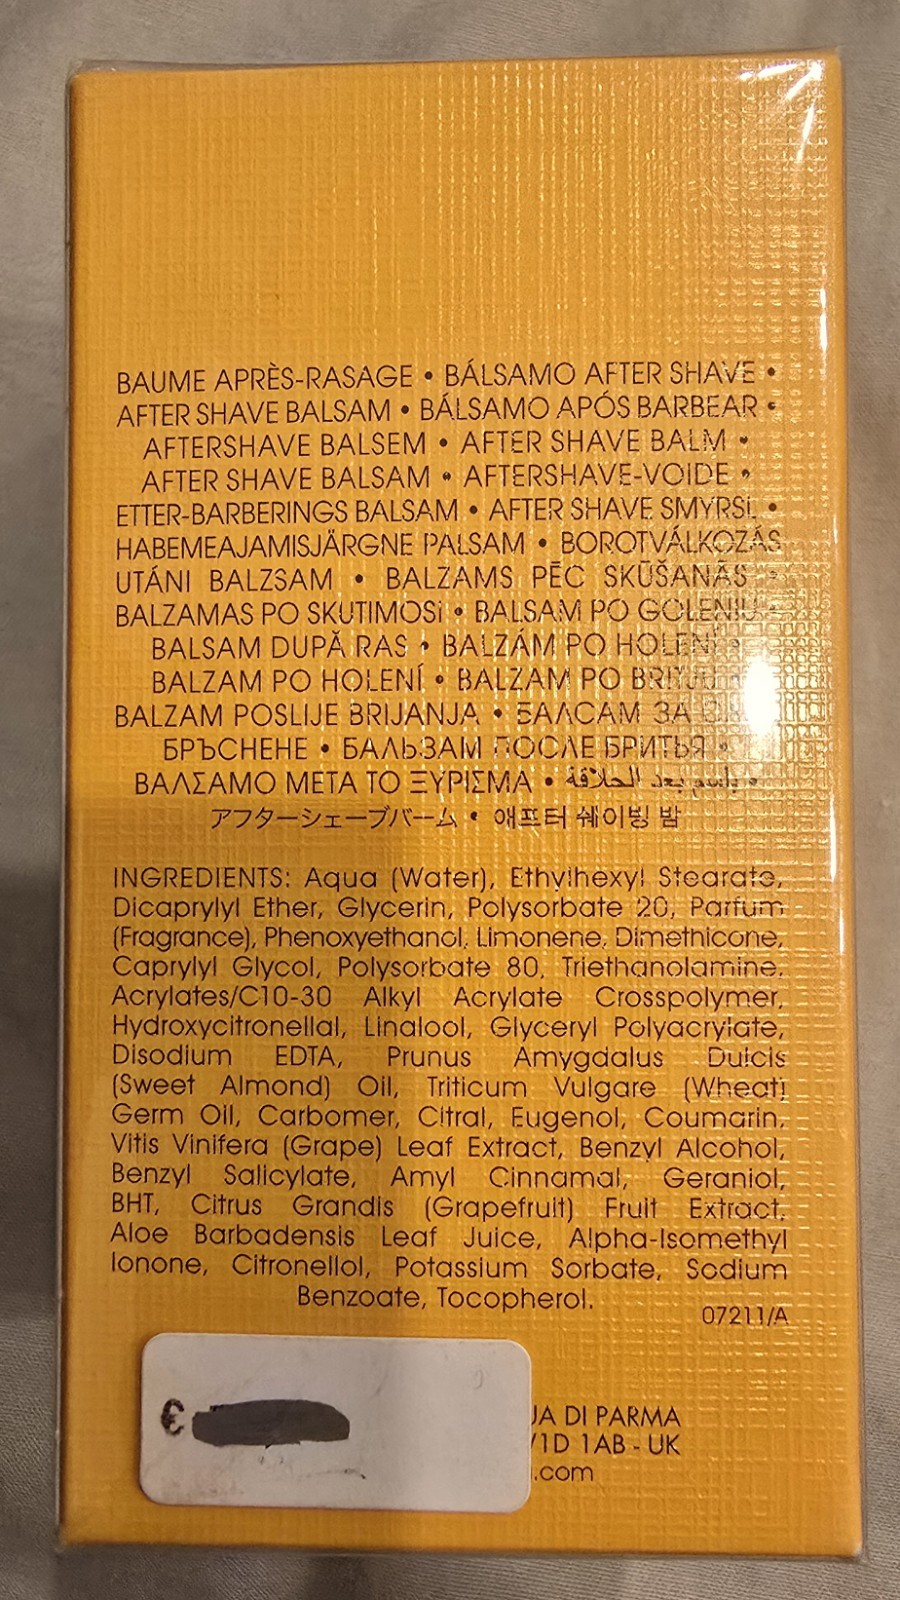 BAUME APRÈS-RASAGE • BÁLSAMO AFTER SHAVE •
AFTER SHAVE BALSAM • BÁLSAMO APÓS BARBEAR •
AFTERSHAVE BALSEM • AFTER SHAVE BALM •
AFTER SHAVE BALSAM • AFTERSHAVE-VOIDE •
ETTER-BARBERINGS BALSAM • AFTER SHAVE SMYRSL •
HABEMEAJAMISJÄRGNE PALSAM • BOROTVÁLKOZÁS
UTÁNI BALZSAM • BALZAMS PĒC SKŪŠANĀS •
BALZAMAS PO SKUTIMOSI • BALSAM PO GOLENIU •
BALSAM DUPĂ RAS • BALZÁM PO HOLENÍ •
BALZAM PO HOLENÍ • BALZAM PO BRITJU
BALZAM POSLIJE BRIJANJA • БАЛСАМ ЗА
БРЪСНЕНЕ • БАЛЬЗАМ ПОСЛЕ БРИТЬЯ •
ΒΑΛΣΑΜΟ ΜΕΤΑ ΤΟ ΞΥΡΙΣΜΑ • بلسم بعد الحلاقة •
アフターシェーブバーム • 애프터 쉐이빙 밤
INGREDIENTS: Aqua (Water), Ethylhexyl Stearate,
Dicaprylyl Ether, Glycerin, Polysorbate 20, Parfum
(Fragrance), Phenoxyethanol, Limonene, Dimethicone,
Caprylyl Glycol, Polysorbate 80, Triethanolamine,
Acrylates/C10-30 Alkyl Acrylate Crosspolymer,
Hydroxycitronellal, Linalool, Glyceryl Polyacrylate,
Disodium EDTA, Prunus Amygdalus Dulcis
(Sweet Almond) Oil, Triticum Vulgare (Wheat)
Germ Oil, Carbomer, Citral, Eugenol, Coumarin,
Vitis Vinifera (Grape) Leaf Extract, Benzyl Alcohol,
Benzyl Salicylate, Amyl Cinnamal, Geraniol,
BHT, Citrus Grandis (Grapefruit) Fruit Extract,
Aloe Barbadensis Leaf Juice, Alpha-Isomethyl
Ionone, Citronellol, Potassium Sorbate, Sodium
Benzoate, Tocopherol.
07211/A
€
DI PARMA
1AB - UK
.com